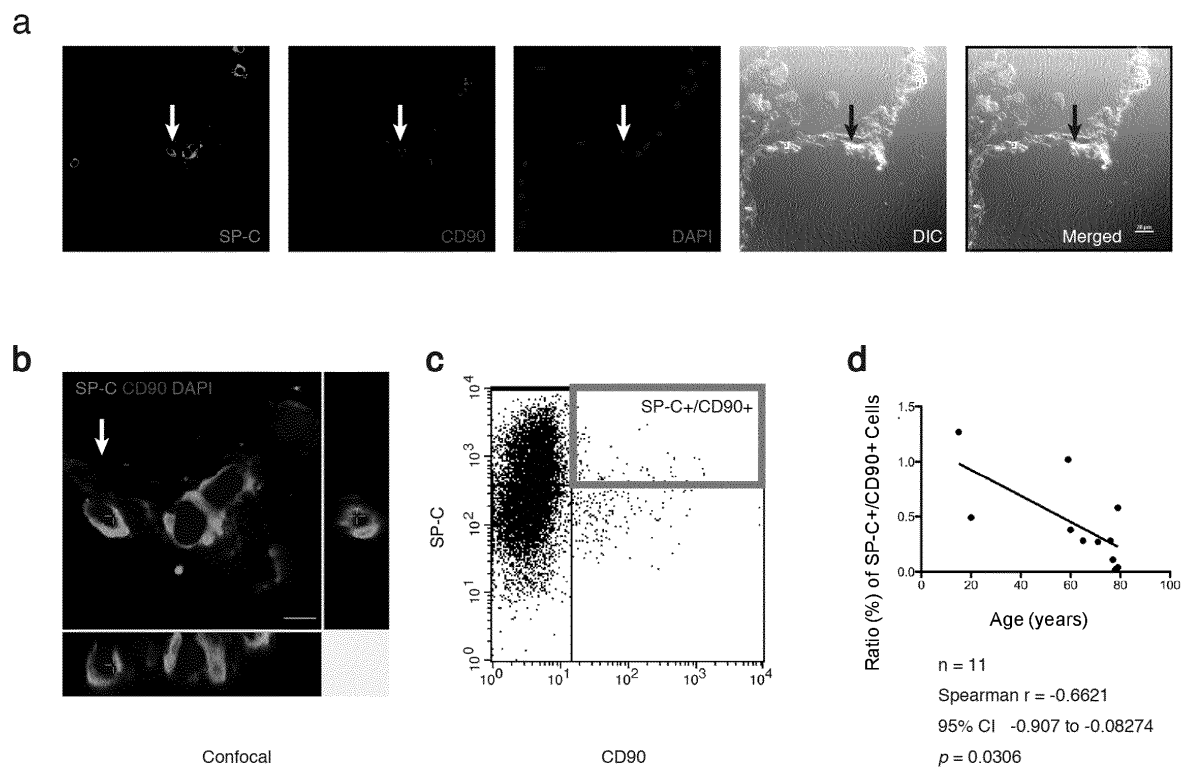 a
SP-C
CD90
DAPI
DIC
Merged
20 µm
b
SP-C CD90 DAPI
Confocal
c
SP-C+/CD90+
SP-C
10⁴
10³
10²
10¹
10⁰
10⁰ 10¹ 10² 10³ 10⁴
CD90
d
Ratio (%) of SP-C+/CD90+ Cells
1.5
1.0
0.5
0.0
0 20 40 60 80 100
Age (years)
n = 11
Spearman r = -0.6621
95% CI -0.907 to -0.08274
p = 0.0306